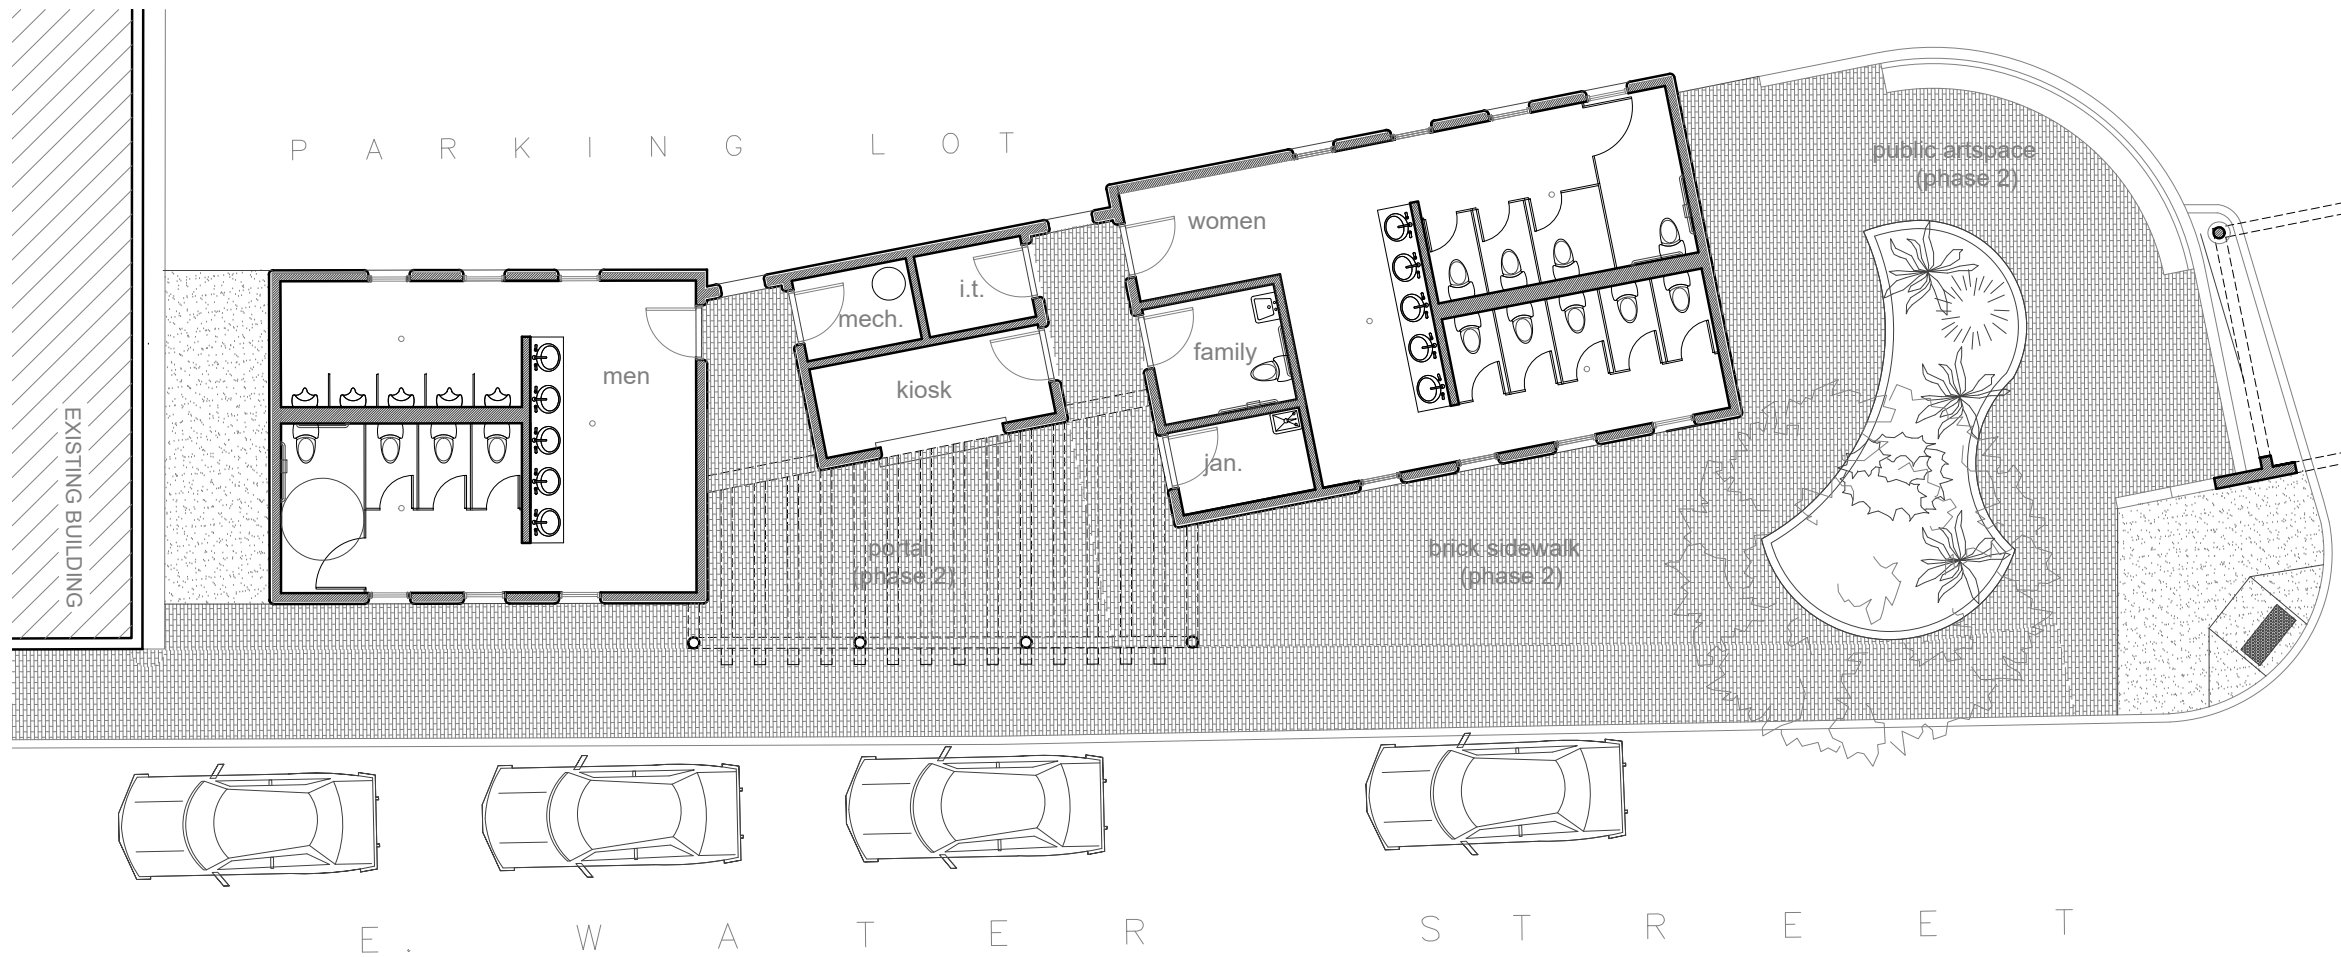 PARKING LOT
public artspace
(phase 2)
women
i.t.
mech.
family
men
kiosk
EXISTING BUILDING
jan.
portal
(phase 2)
brick sidewalk
(phase 2)
E. WATER STREET